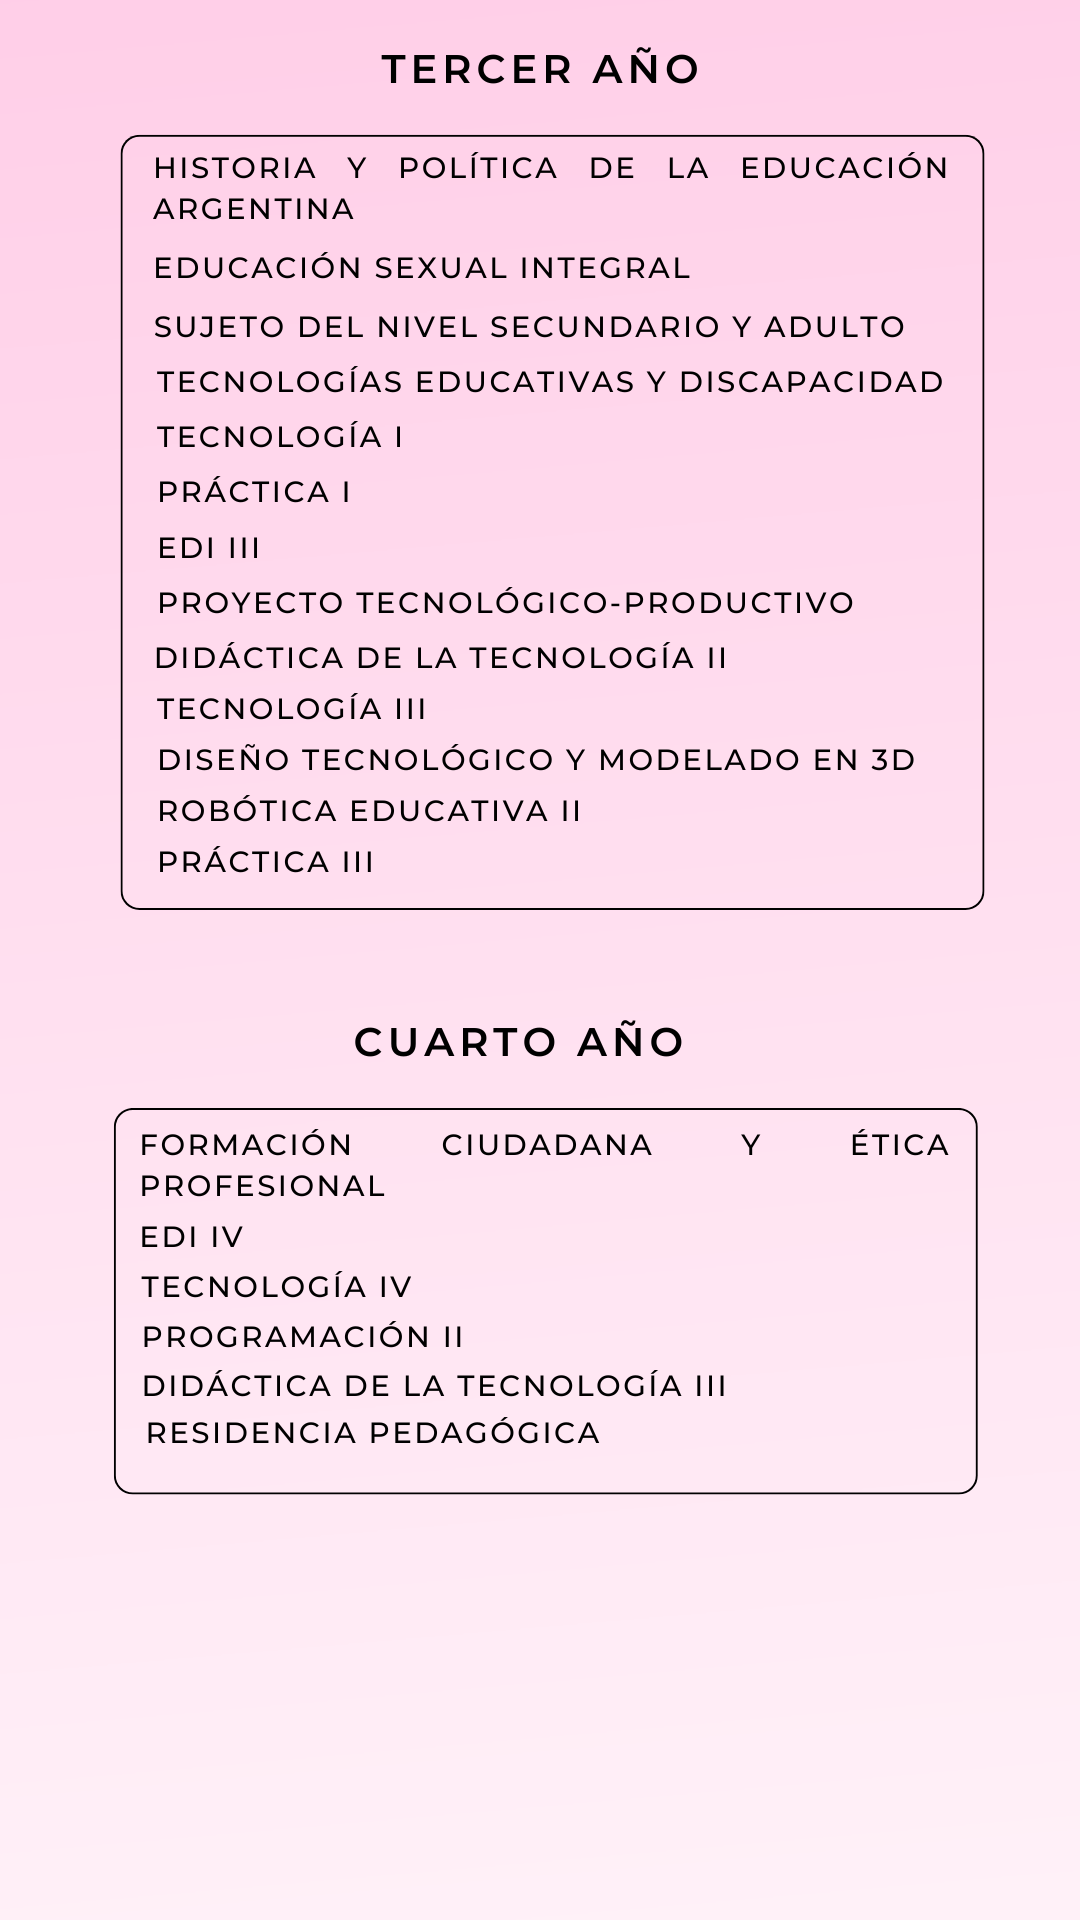 TERCER AÑO
HISTORIA Y POLÍTICA DE LA EDUCACIÓN
ARGENTINA
EDUCACIÓN SEXUAL INTEGRAL
SUJETO DEL NIVEL SECUNDARIO Y ADULTO
TECNOLOGÍAS EDUCATIVAS Y DISCAPACIDAD
TECNOLOGÍA I
PRÁCTICA I
EDI III
PROYECTO TECNOLÓGICO-PRODUCTIVO
DIDÁCTICA DE LA TECNOLOGÍA II
TECNOLOGÍA III
DISEÑO TECNOLÓGICO Y MODELADO EN 3D
ROBÓTICA EDUCATIVA II
PRÁCTICA III
CUARTO AÑO
FORMACIÓN CIUDADANA Y ÉTICA
PROFESIONAL
EDI IV
TECNOLOGÍA IV
PROGRAMACIÓN II
DIDÁCTICA DE LA TECNOLOGÍA III
RESIDENCIA PEDAGÓGICA